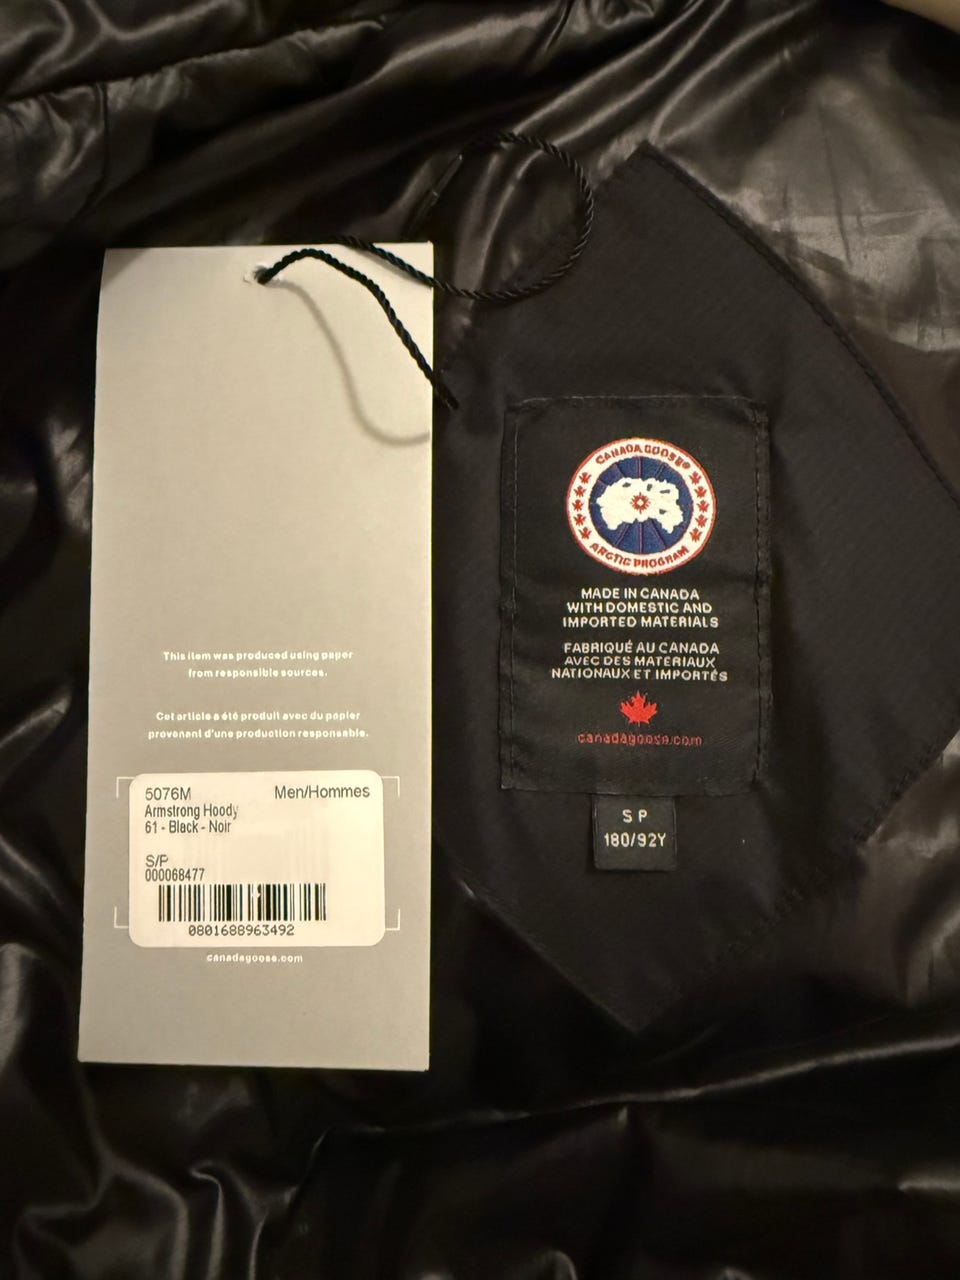 This item was produced using paper
from responsible sources.
Cet article a été produit avec du papier
provenant d'une production responsable.
5076M Men/Hommes
Armstrong Hoody
61 - Black - Noir
S/P
000068477
0801688963492
canadagoose.com
CANADA GOOSE®
ARCTIC PROGRAM
MADE IN CANADA
WITH DOMESTIC AND
IMPORTED MATERIALS
FABRIQUÉ AU CANADA
AVEC DES MATERIAUX
NATIONAUX ET IMPORTÉS
canadagoose.com
S P
180/92Y